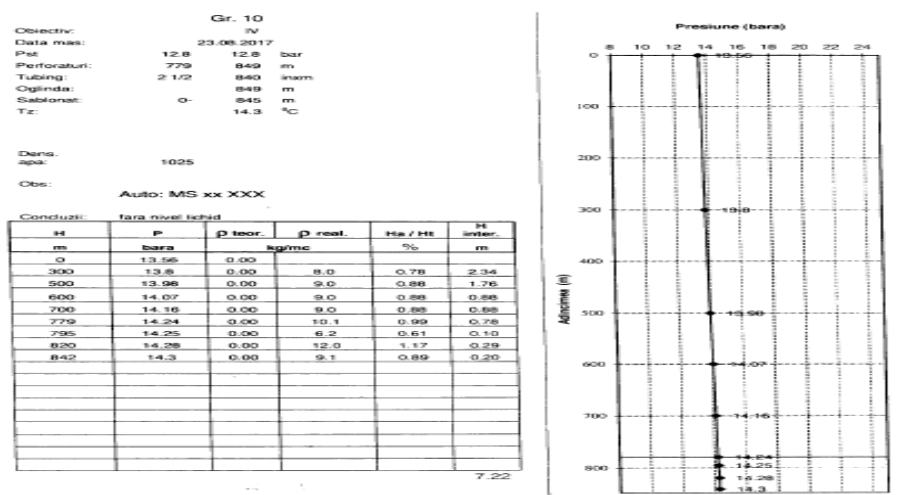 Gr. 10
Obiectiv: IV
Data mas: 23.08.2017
Pst 12.8 12.8 bar
Perforaturi: 779 849 m
Tubing: 2 1/2 840 inxm
Oglinda: 849 m
Sablonat: 0- 845 m
Tz: 14.3 °C
Dens.
apa: 1025
Obs:
Auto: MS xx XXX
Concluzii: fara nivel lichid
H P ρ teor. ρ real. Ha / Ht H inter.
m bara kg/mc % m
0 13.56 0.00
300 13.8 0.00 8.0 0.78 2.34
500 13.98 0.00 9.0 0.88 1.76
600 14.07 0.00 9.0 0.88 0.88
700 14.16 0.00 9.0 0.88 0.88
779 14.24 0.00 10.1 0.99 0.78
795 14.25 0.00 6.2 0.61 0.10
820 14.28 0.00 12.0 1.17 0.29
842 14.3 0.00 9.1 0.89 0.20
7.22
Presiune (bara)
8 10 12 14 16 18 20 22 24
0
13.56
100
200
300
13.8
400
Adincimea (m)
500
13.98
600
14.07
700
14.16
14.24
800
14.25
14.28
14.3